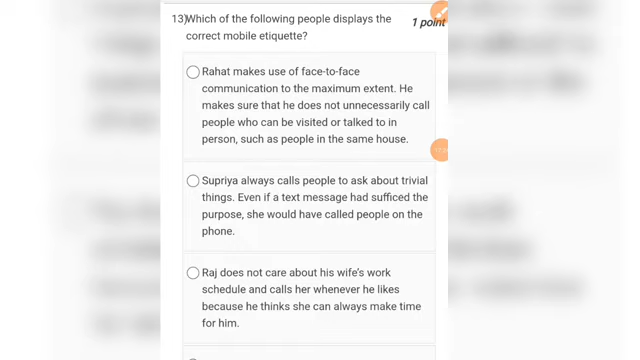 13)Which of the following people displays the
correct mobile etiquette?
1 point
Rahat makes use of face-to-face
communication to the maximum extent. He
makes sure that he does not unnecessarily call
people who can be visited or talked to in
person, such as people in the same house.
Supriya always calls people to ask about trivial
things. Even if a text message had sufficed the
purpose, she would have called people on the
phone.
Raj does not care about his wife's work
schedule and calls her whenever he likes
because he thinks she can always make time
for him.